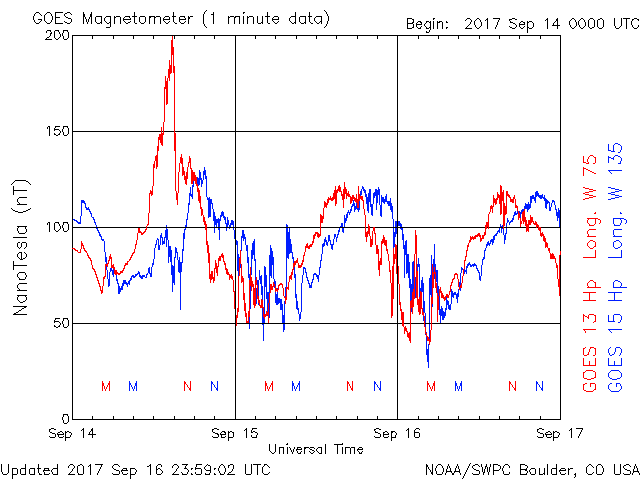 GOES Magnetometer (1 minute data)
Begin: 2017 Sep 14 0000 UTC
200
150
100
50
0
NanoTesla (nT)
M M N N M M N N M M N N
Sep 14 Sep 15 Sep 16 Sep 17
Universal Time
GOES 13 Hp Long. W 75
GOES 15 Hp Long. W 135
Updated 2017 Sep 16 23:59:02 UTC
NOAA/SWPC Boulder, CO USA